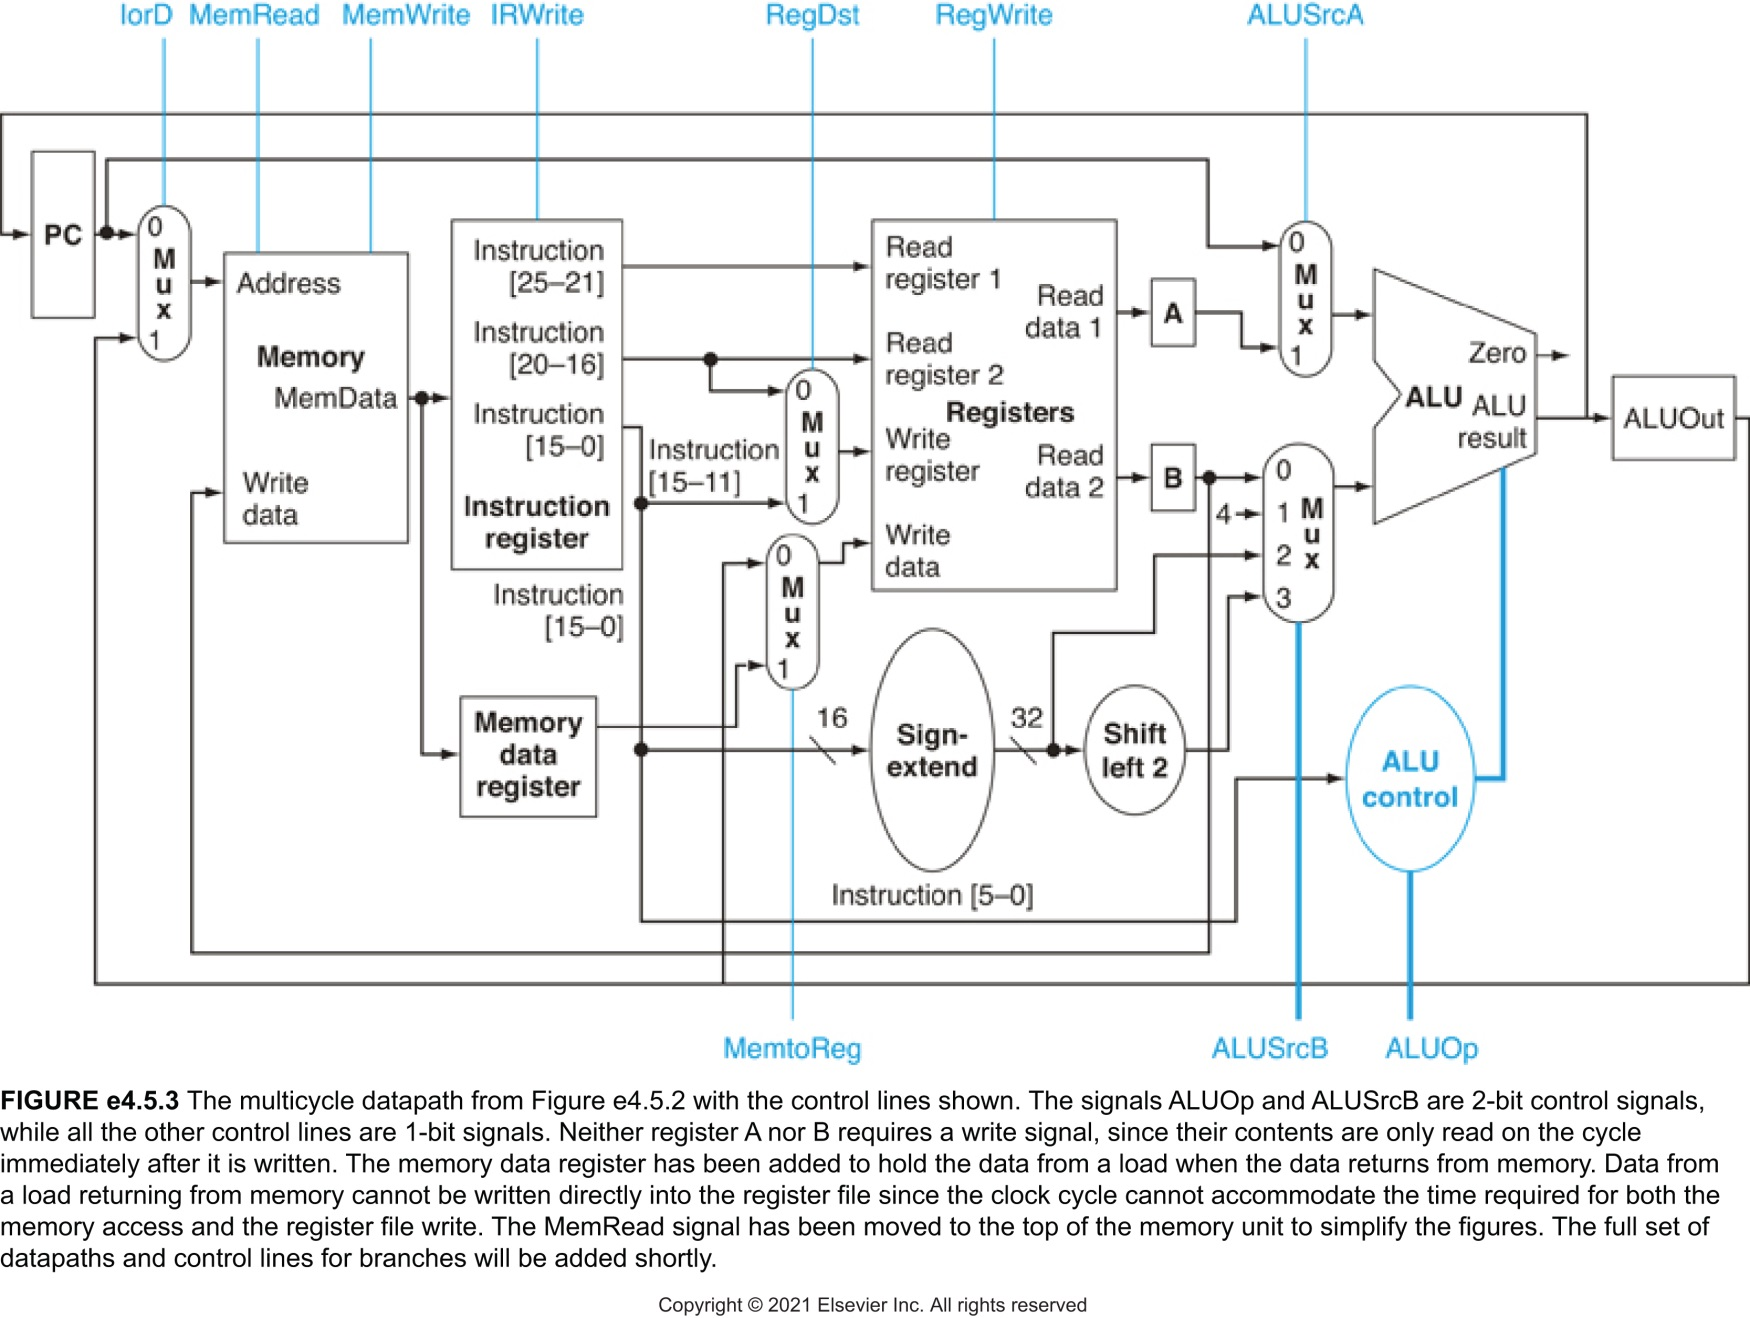 IorD MemRead MemWrite IRWrite RegDst RegWrite ALUSrcA
PC
0
M
u
x
1
Address
Memory
MemData
Write
data
Instruction
[25–21]
Instruction
[20–16]
Instruction
[15–0]
Instruction
register
Instruction
[15–0]
Instruction
[15–11]
Memory
data
register
0
M
u
x
1
0
M
u
x
1
Read
register 1
Read
register 2
Registers
Write
register
Write
data
Read
data 1
Read
data 2
A
B
4
0
M
u
x
1
0
1
2
3
M
u
x
Zero
ALU
ALU
result
ALUOut
16
Sign-
extend
32
Shift
left 2
ALU
control
Instruction [5–0]
MemtoReg ALUSrcB ALUOp
FIGURE e4.5.3 The multicycle datapath from Figure e4.5.2 with the control lines shown. The signals ALUOp and ALUSrcB are 2-bit control signals,
while all the other control lines are 1-bit signals. Neither register A nor B requires a write signal, since their contents are only read on the cycle
immediately after it is written. The memory data register has been added to hold the data from a load when the data returns from memory. Data from
a load returning from memory cannot be written directly into the register file since the clock cycle cannot accommodate the time required for both the
memory access and the register file write. The MemRead signal has been moved to the top of the memory unit to simplify the figures. The full set of
datapaths and control lines for branches will be added shortly.
Copyright © 2021 Elsevier Inc. All rights reserved